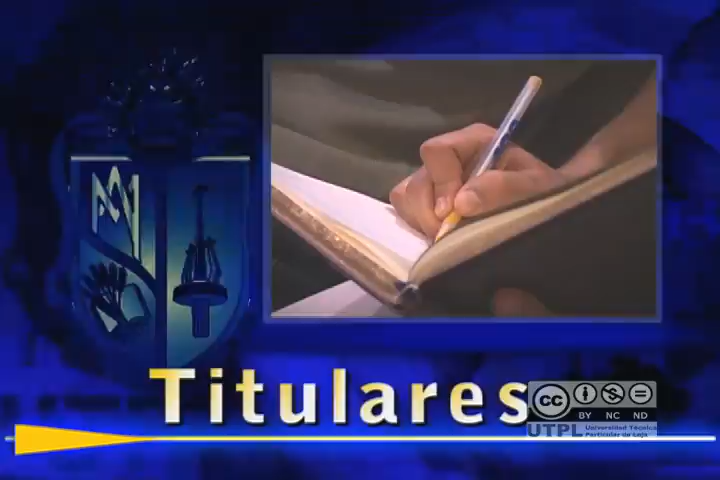 Titulares
cc
BY NC ND
UTPL Universidad Técnica
Particular de Loja